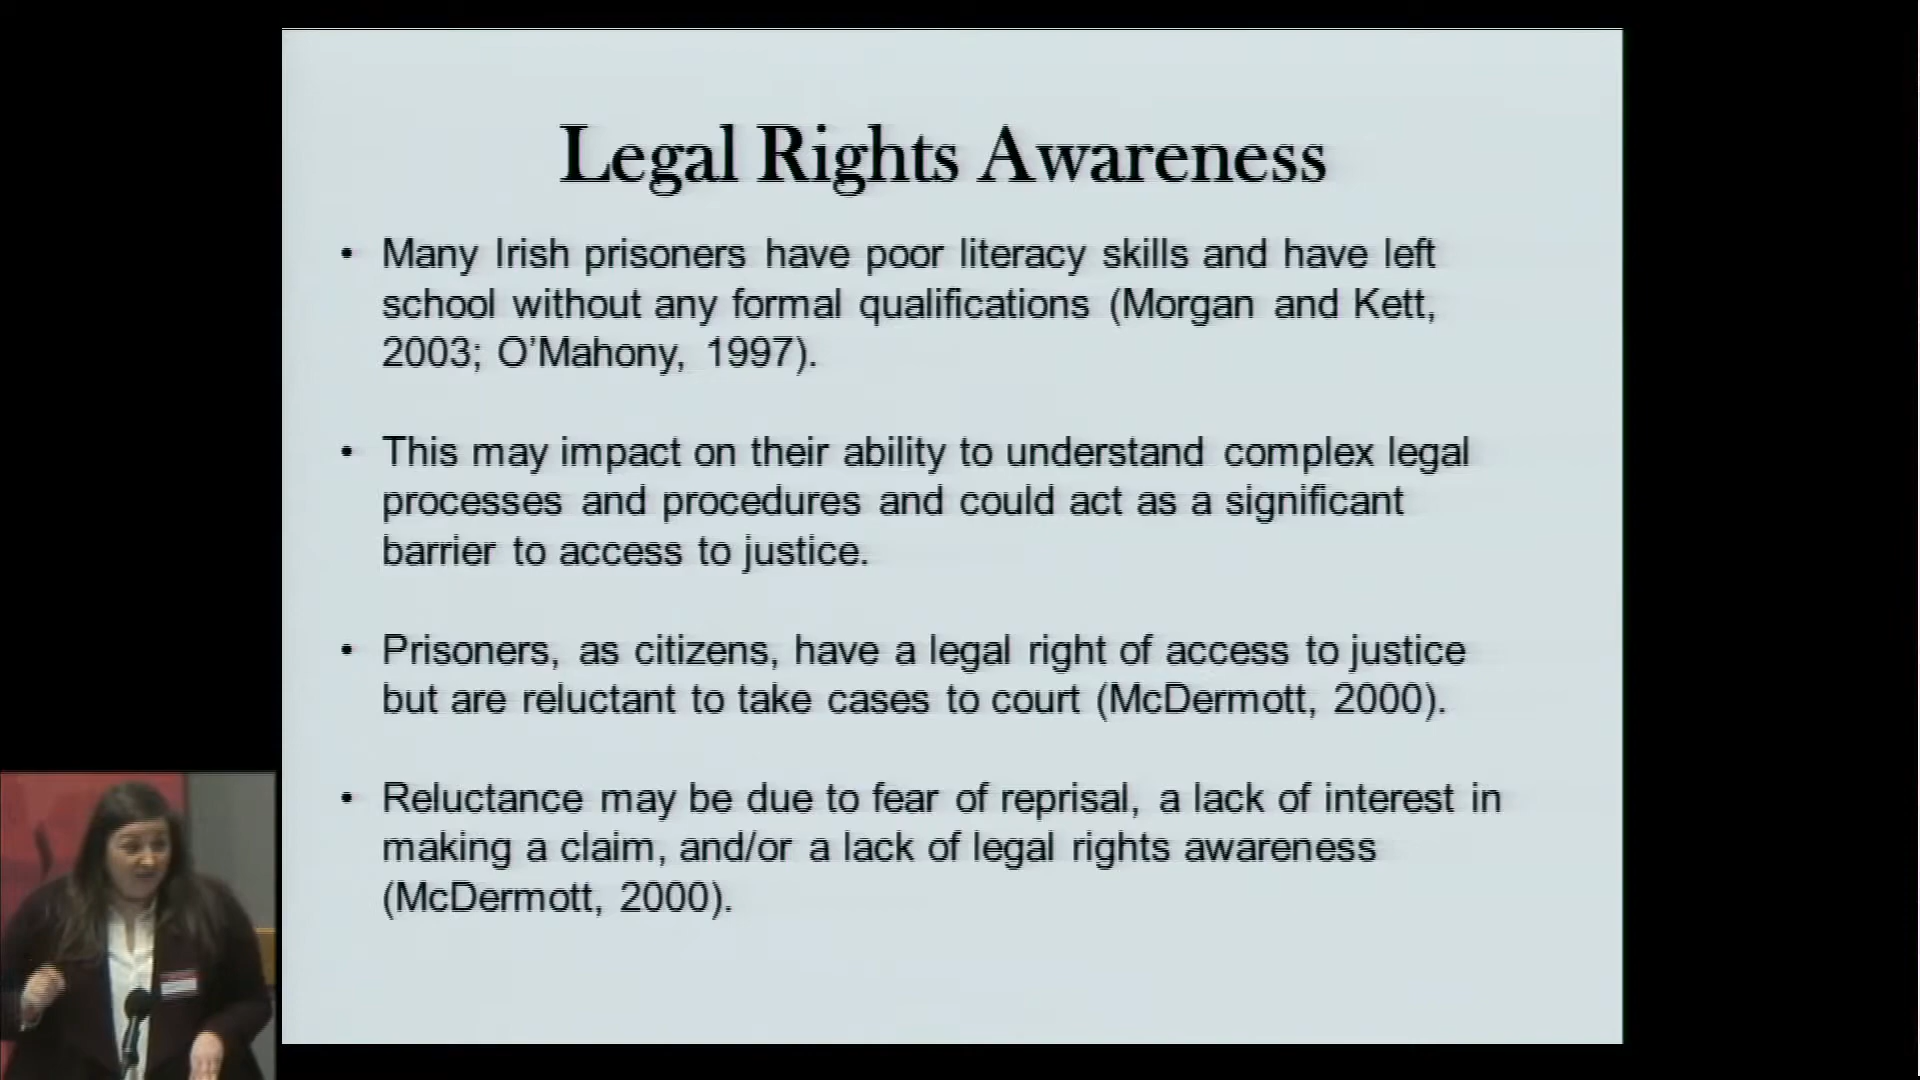 Legal Rights Awareness
• Many Irish prisoners have poor literacy skills and have left
school without any formal qualifications (Morgan and Kett,
2003; O’Mahony, 1997).
• This may impact on their ability to understand complex legal
processes and procedures and could act as a significant
barrier to access to justice.
• Prisoners, as citizens, have a legal right of access to justice
but are reluctant to take cases to court (McDermott, 2000).
• Reluctance may be due to fear of reprisal, a lack of interest in
making a claim, and/or a lack of legal rights awareness
(McDermott, 2000).